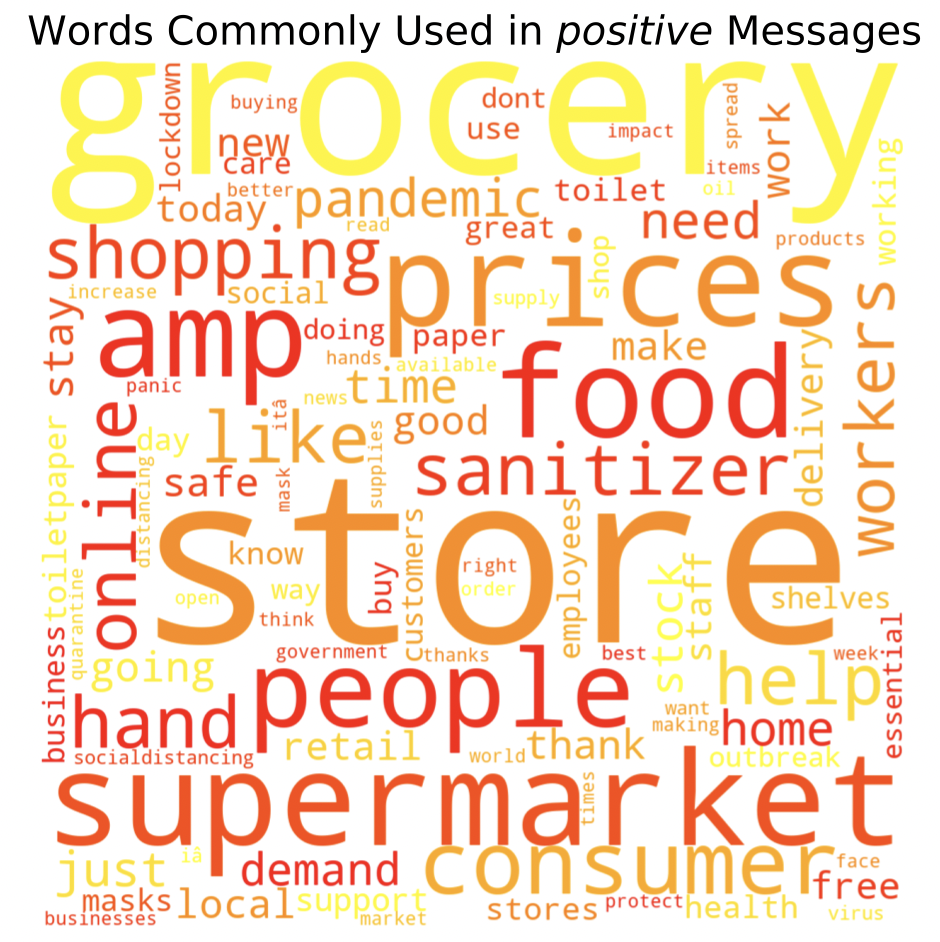 Words Commonly Used in positive Messages
grocery
lockdown
buying
dont
spread
work
new
use
impact
care
items
working
better
toilet
oil
today
pandemic
read
great
need
products
shopping
prices
shop
increase
social
supply
stay
amp
doing
paper
make
workers
hands
available
delivery
panic
time
food
news
itâ
like
good
online
day
supplies
toiletpaper
distancing
safe
mask
sanitizer
store
know
customers
employees
right
buy
open
way
order
stock
staff
shelves
think
quarantine
government
thanks
best
week
essential
business
going
people
help
hand
want
making
home
socialdistancing
retail
world
thank
outbreak
supermarket
times
just
iâ
demand
consumer
face
free
masks
local
support
stores
protect
health
businesses
market
virus